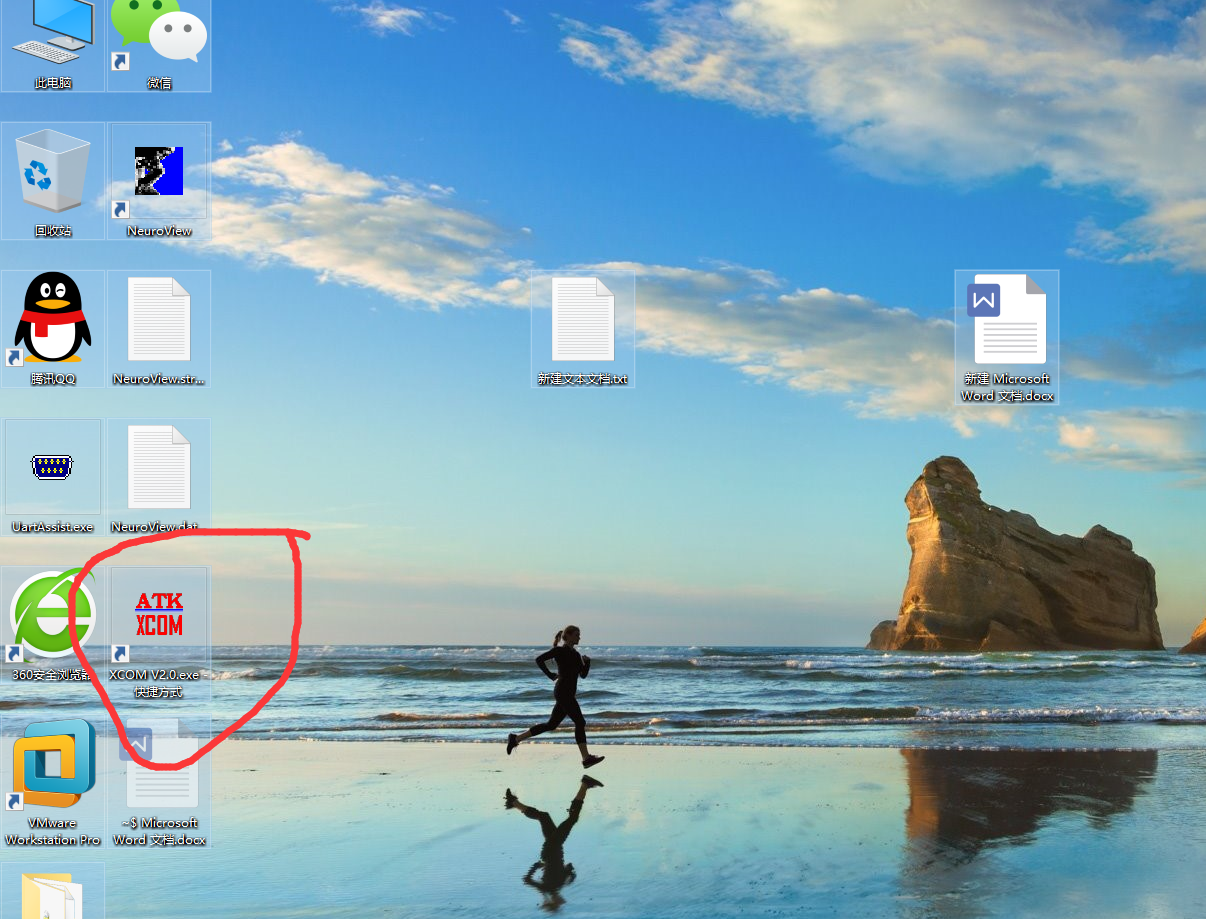 此电脑
微信
回收站
NeuroView
腾讯QQ
NeuroView.str...
新建文本文档.txt
新建 Microsoft
Word 文档.docx
UartAssist.exe
NeuroView.dat
360安全浏览器
ATK
XCOM
XCOM V2.0.exe -
快捷方式
VMware
Workstation Pro
~$ Microsoft
Word 文档.docx